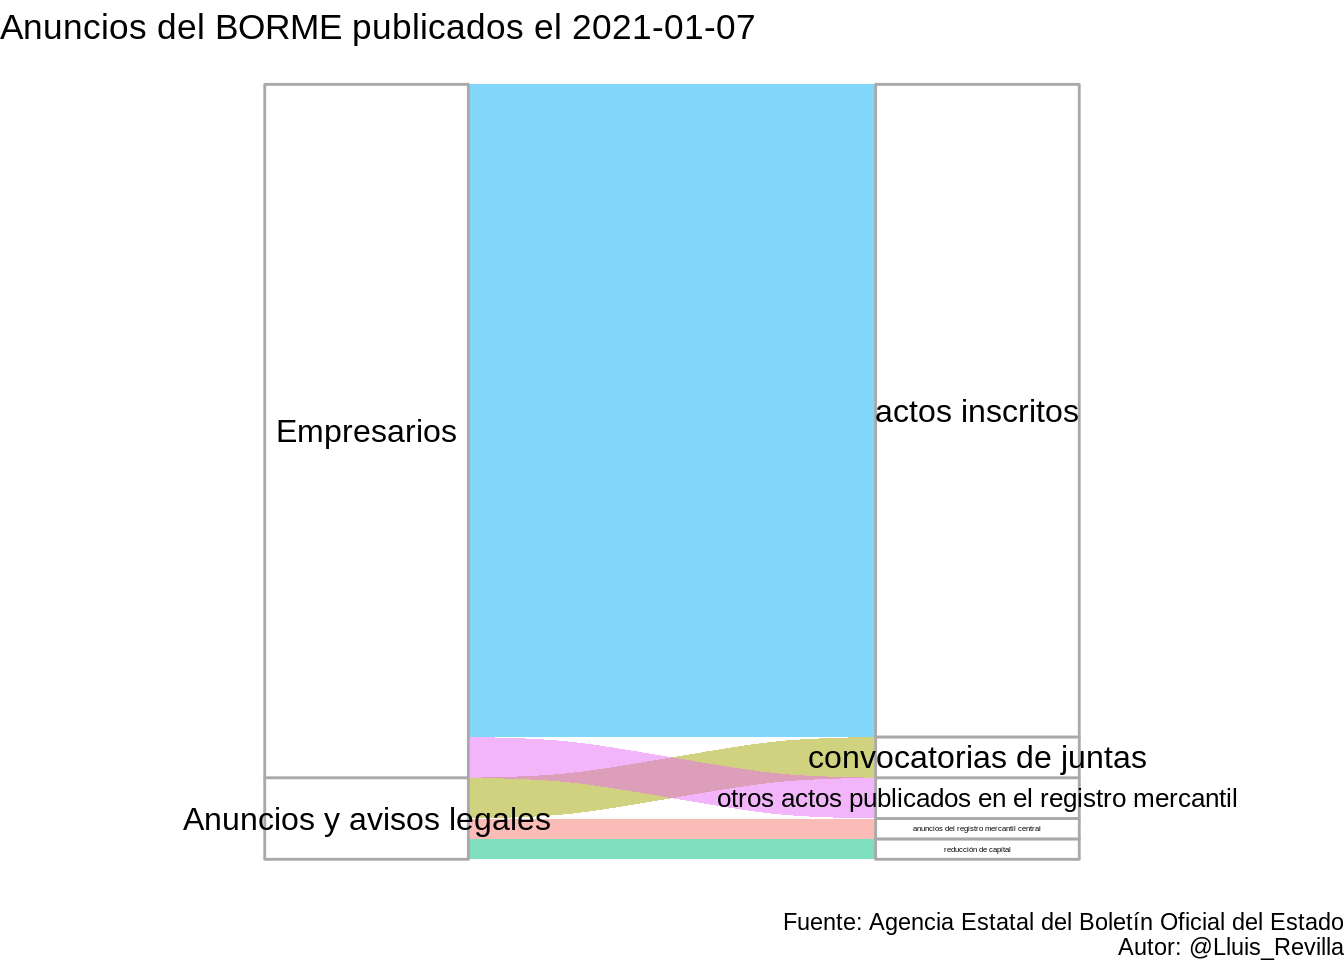 Anuncios del BORME publicados el 2021-01-07
Empresarios
actos inscritos
convocatorias de juntas
otros actos publicados en el registro mercantil
Anuncios y avisos legales
anuncios del registro mercantil central
reducción de capital
Fuente: Agencia Estatal del Boletín Oficial del Estado
Autor: @Lluis_Revilla